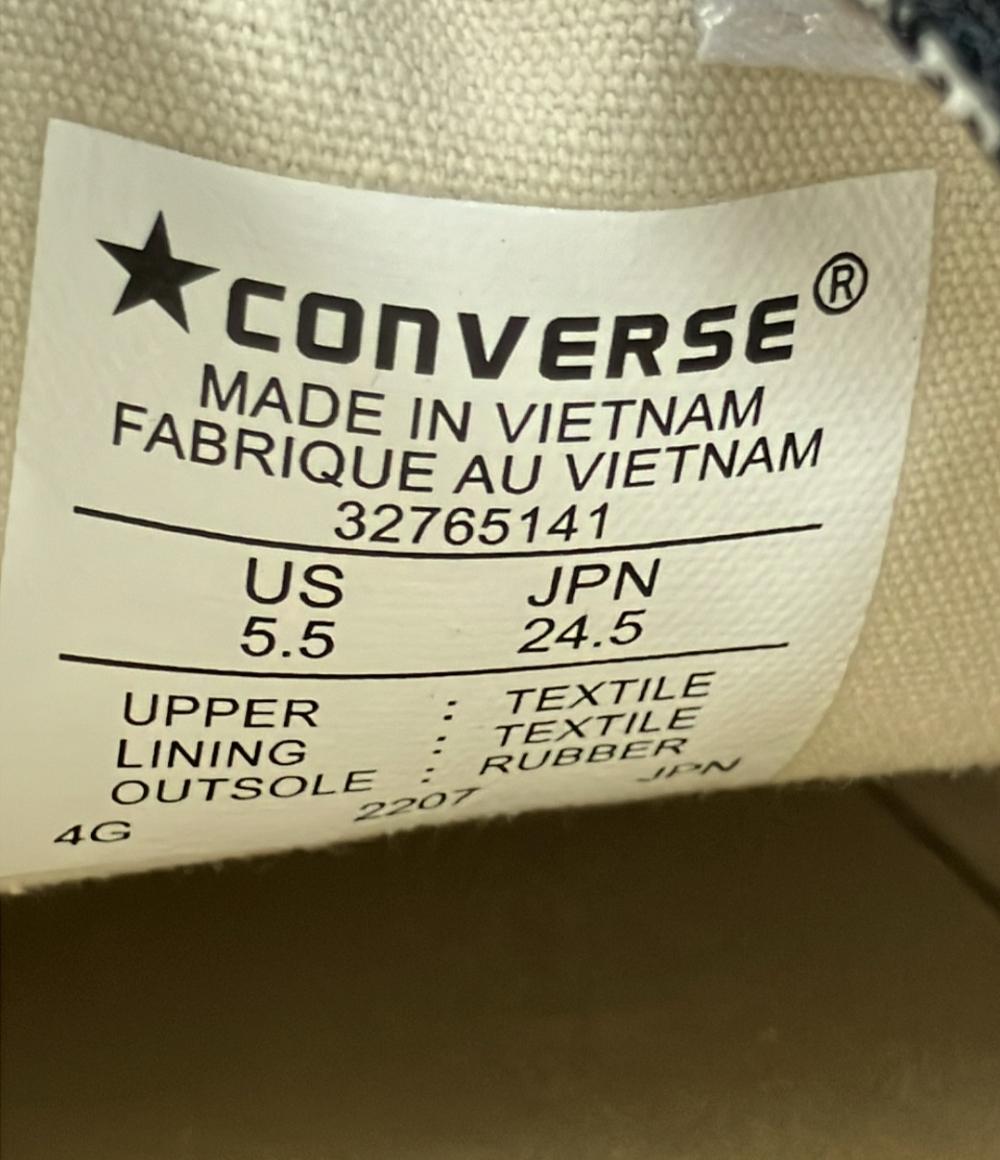 CONVERSE®
MADE IN VIETNAM
FABRIQUE AU VIETNAM
32765141
US JPN
5.5 24.5
UPPER : TEXTILE
LINING : TEXTILE
OUTSOLE : RUBBER
4G 2207 JPN